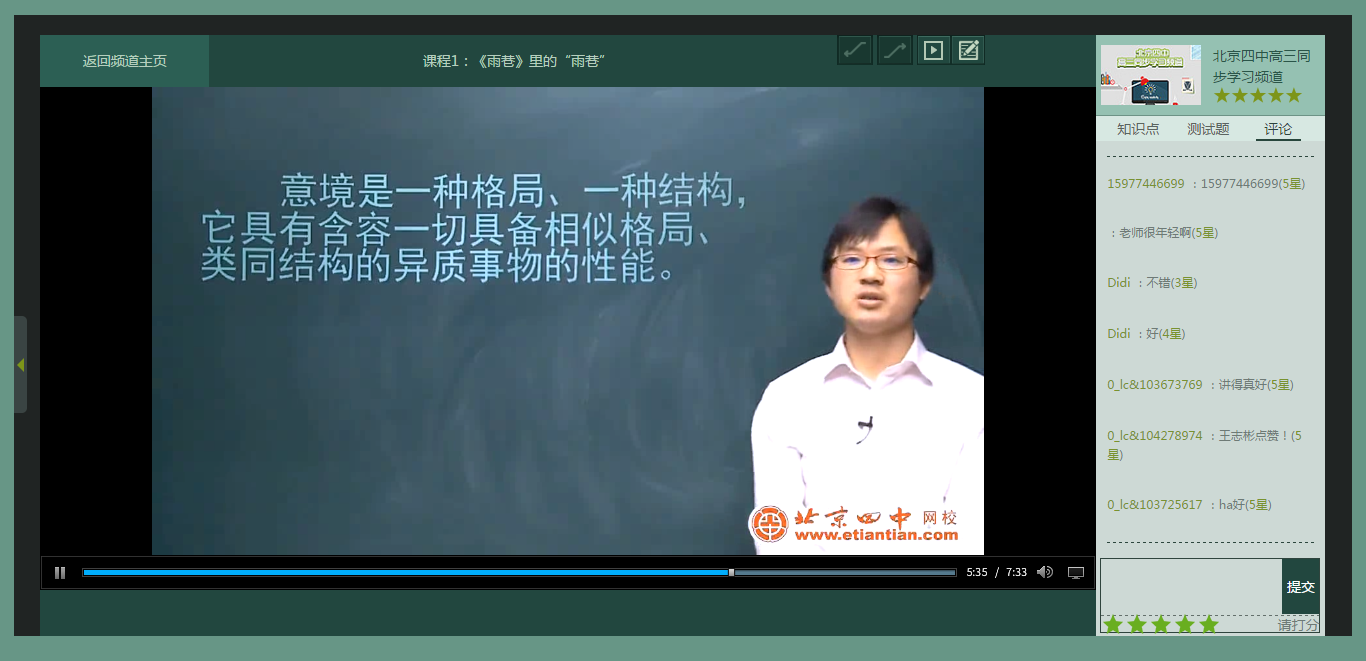 返回频道主页
课程1：《雨巷》里的“雨巷”
意境是一种格局、一种结构，
它具有含容一切具备相似格局、
类同结构的异质事物的性能。
北京四中 网校
www.etiantian.com
5:35 / 7:33
北京四中高三同
步学习频道
知识点 测试题 评论
15977446699 ：15977446699(5星)
：老师很年轻啊(5星)
Didi ：不错(3星)
Didi ：好(4星)
0_lc&103673769 ：讲得真好(5星)
0_lc&104278974 ：王志彬点赞！(5
星)
0_lc&103725617 ：ha好(5星)
提交
请打分